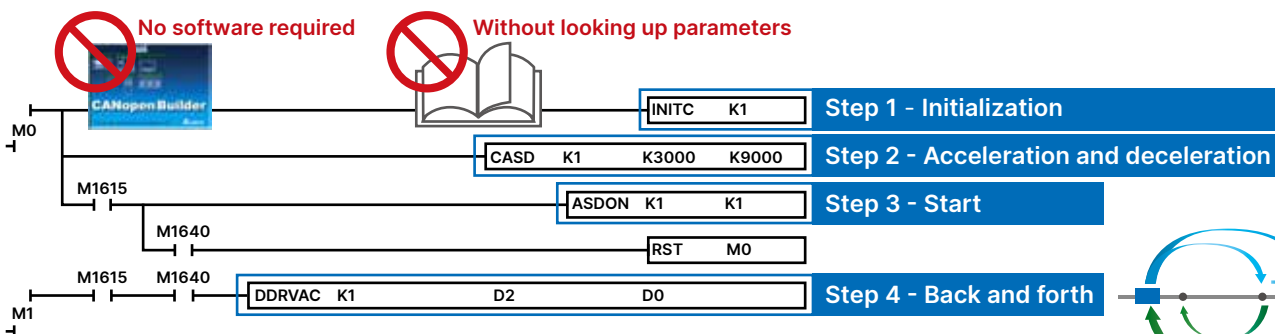 No software required
Without looking up parameters
CANopen Builder
M0
INITC K1
Step 1 - Initialization
CASD K1 K3000 K9000
Step 2 - Acceleration and deceleration
M1615
ASDON K1 K1
Step 3 - Start
M1640
RST M0
M1615 M1640
DDRVAC K1 D2 D0
Step 4 - Back and forth
M1